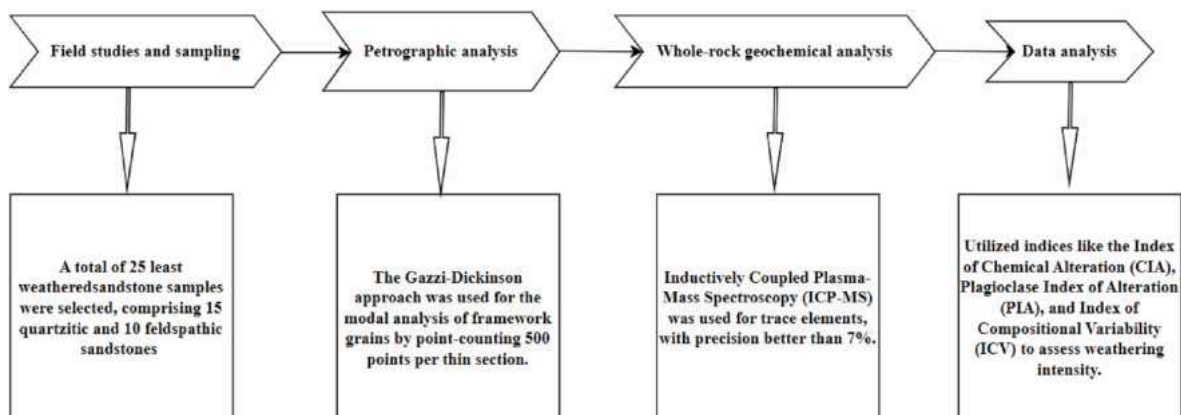 Field studies and sampling
Petrographic analysis
Whole-rock geochemical analysis
Data analysis
A total of 25 least
weatheredsandstone samples
were selected, comprising 15
quartzitic and 10 feldspathic
sandstones
The Gazzi-Dickinson
approach was used for the
modal analysis of framework
grains by point-counting 500
points per thin section.
Inductively Coupled Plasma-
Mass Spectroscopy (ICP-MS)
was used for trace elements,
with precision better than 7%.
Utilized indices like the Index
of Chemical Alteration (CIA),
Plagioclase Index of Alteration
(PIA), and Index of
Compositional Variability
(ICV) to assess weathering
intensity.